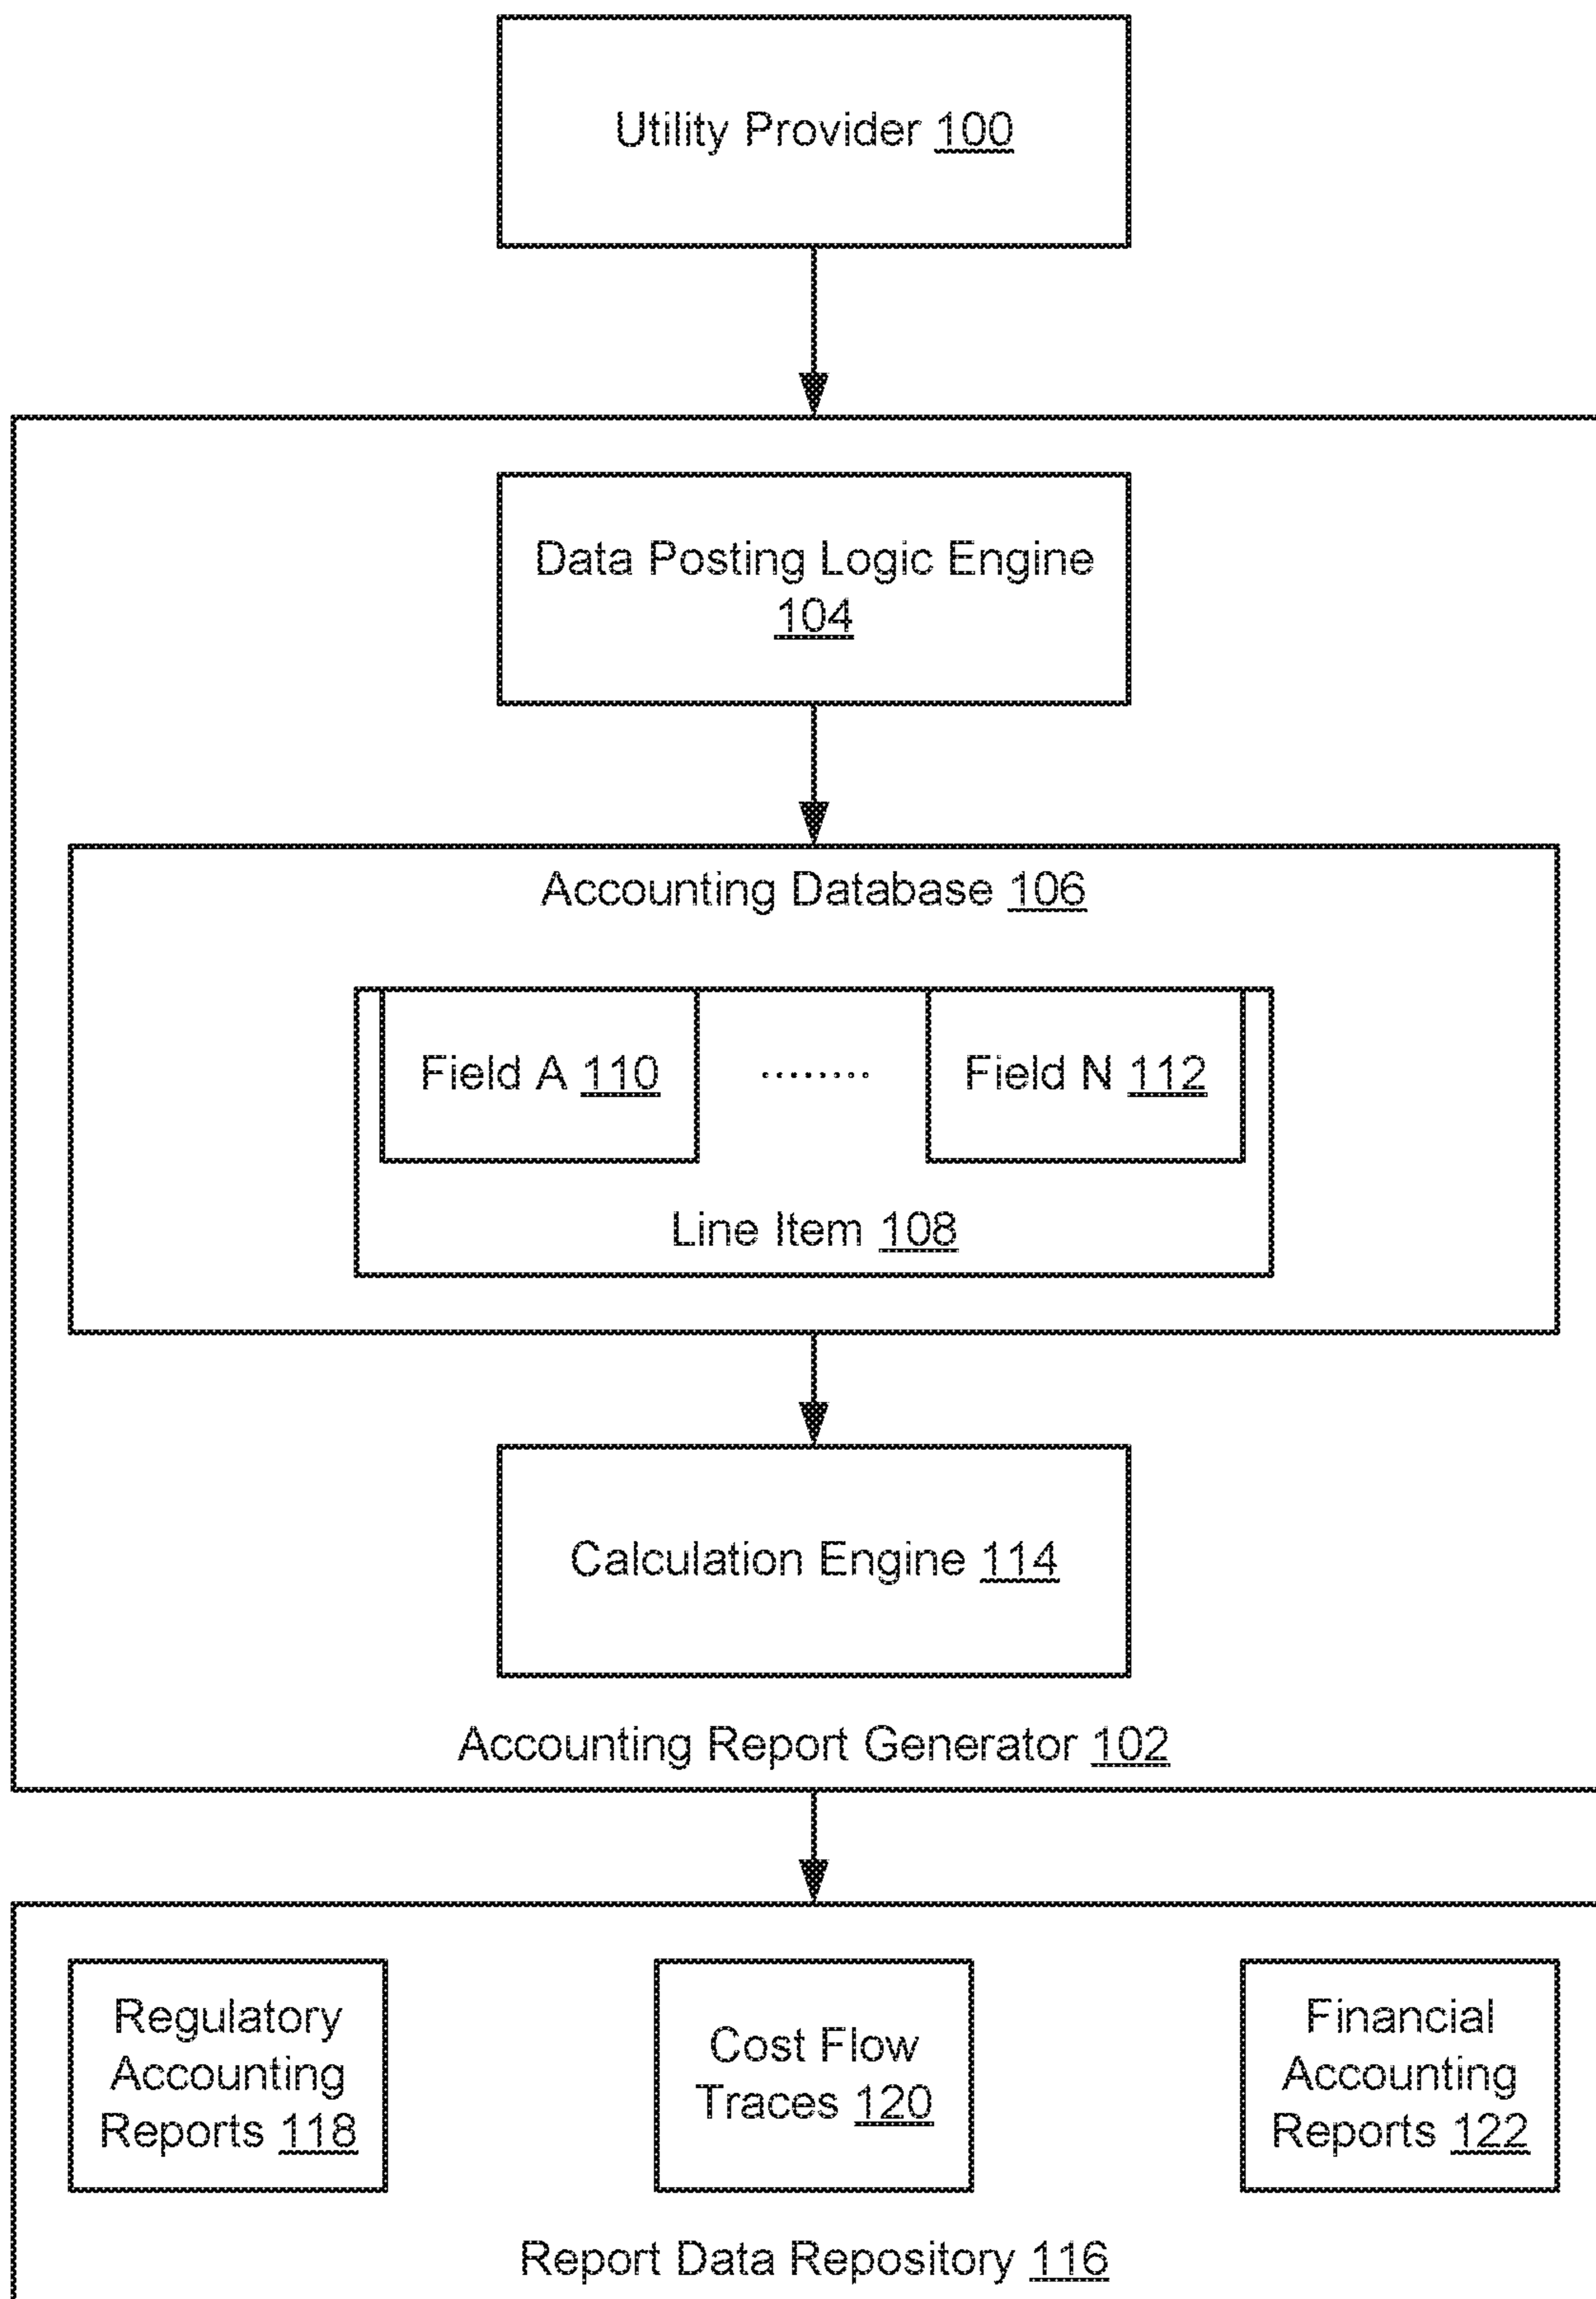 Utility Provider 100
Data Posting Logic Engine
104
Accounting Database 106
Field A 110 ........ Field N 112
Line Item 108
Calculation Engine 114
Accounting Report Generator 102
Regulatory
Accounting
Reports 118
Cost Flow
Traces 120
Financial
Accounting
Reports 122
Report Data Repository 116